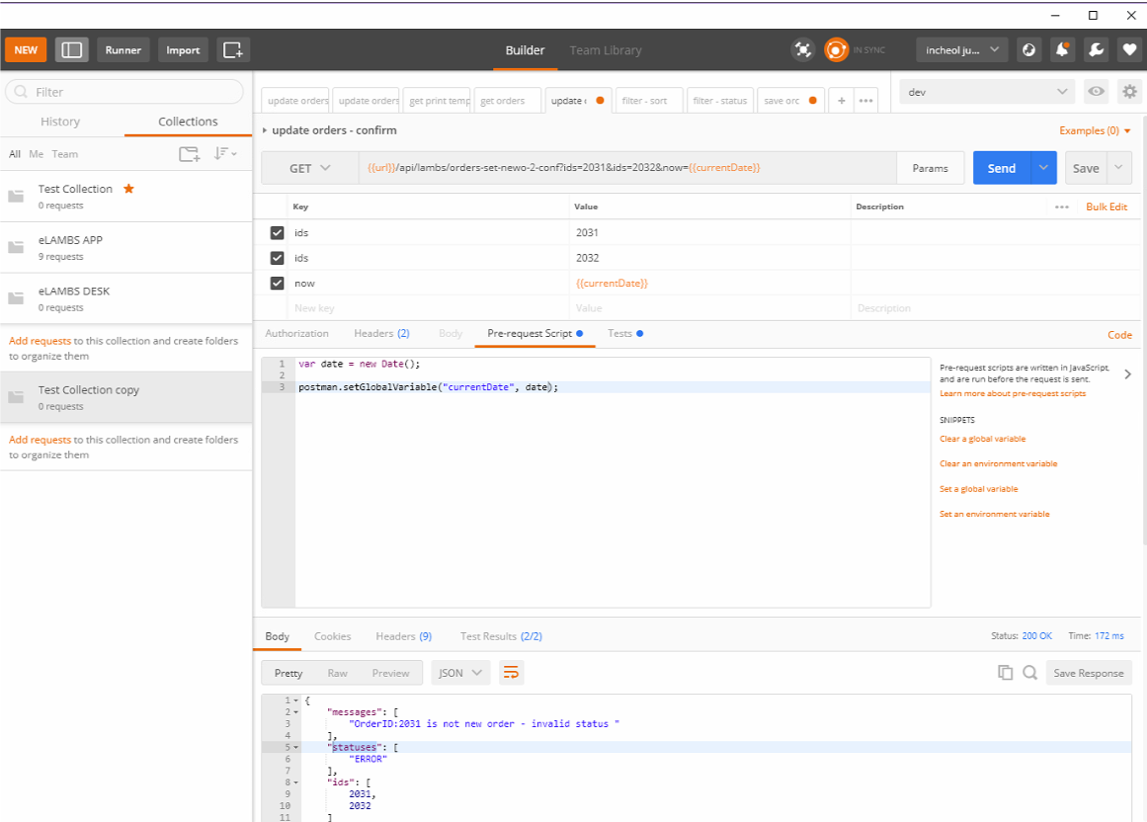 NEW Runner Import Builder Team Library IN SYNC incheol ju...
Filter
History Collections
All Me Team
Test Collection
0 requests
eLAMBS APP
9 requests
eLAMBS DESK
0 requests
Add requests to this collection and create folders
to organize them
Test Collection copy
0 requests
Add requests to this collection and create folders
to organize them
update orders update orders get print temp get orders update filter - sort filter - status save orc + •••
dev
update orders - confirm
Examples (0)
GET {{url}}/api/lambs/orders-set-newo-2-conf?ids=2031&ids=2032&now={{currentDate}} Params Send Save
Key Value Description ••• Bulk Edit
ids 2031
ids 2032
now {{currentDate}}
New key Value Description
Authorization Headers (2) Body Pre-request Script Tests Code
1 var date = new Date();
2
3 postman.setGlobalVariable("currentDate", date);
Pre-request scripts are written in JavaScript,
and are run before the request is sent.
Learn more about pre-request scripts
SNIPPETS
Clear a global variable
Clear an environment variable
Set a global variable
Set an environment variable
Body Cookies Headers (9) Test Results (2/2) Status: 200 OK Time: 172 ms
Pretty Raw Preview JSON Save Response
1 {
2 "messages": [
3 "OrderID:2031 is not new order - invalid status "
4 ],
5 "statuses": [
6 "ERROR"
7 ],
8 "ids": [
9 2031,
10 2032
11 ]